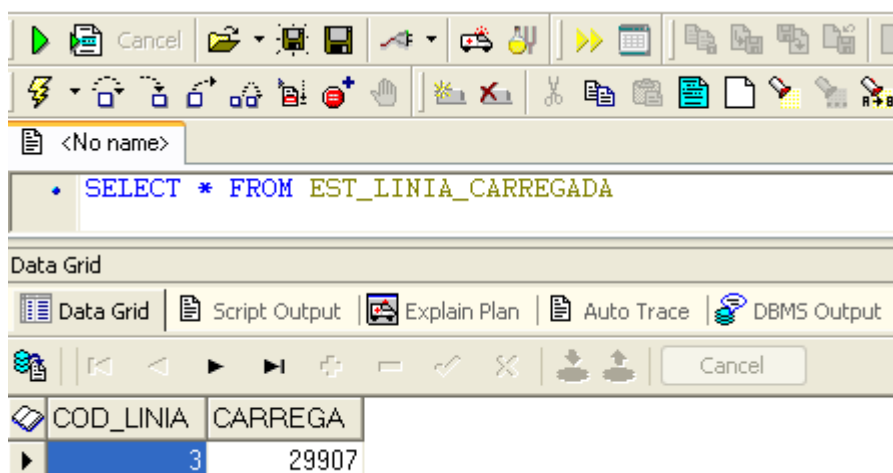 Cancel
<No name>
SELECT * FROM EST_LINIA_CARREGADA
Data Grid
Data Grid Script Output Explain Plan Auto Trace DBMS Output
Cancel
COD_LINIA CARREGA
3 29907